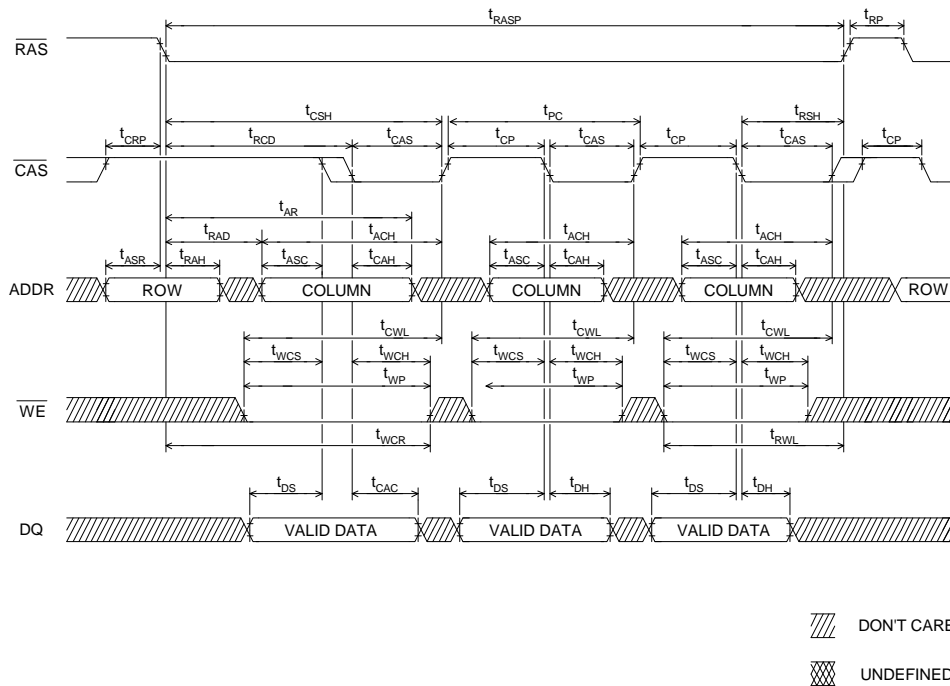 tRASP tRP
RAS
tCSH tPC tRSH
tCRP tRCD tCAS tCP tCAS tCP tCAS tCP
CAS
tAR
tRAD tACH tACH tACH
tASR tRAH tASC tCAH tASC tCAH tASC tCAH
ADDR ROW COLUMN COLUMN COLUMN ROW
tCWL tCWL tCWL
tWCS tWCH tWCS tWCH tWCS tWCH
tWP tWP tWP
WE
tWCR tRWL
tDS tCAC tDS tDH tDS tDH
DQ VALID DATA VALID DATA VALID DATA
DON'T CARE
UNDEFINED